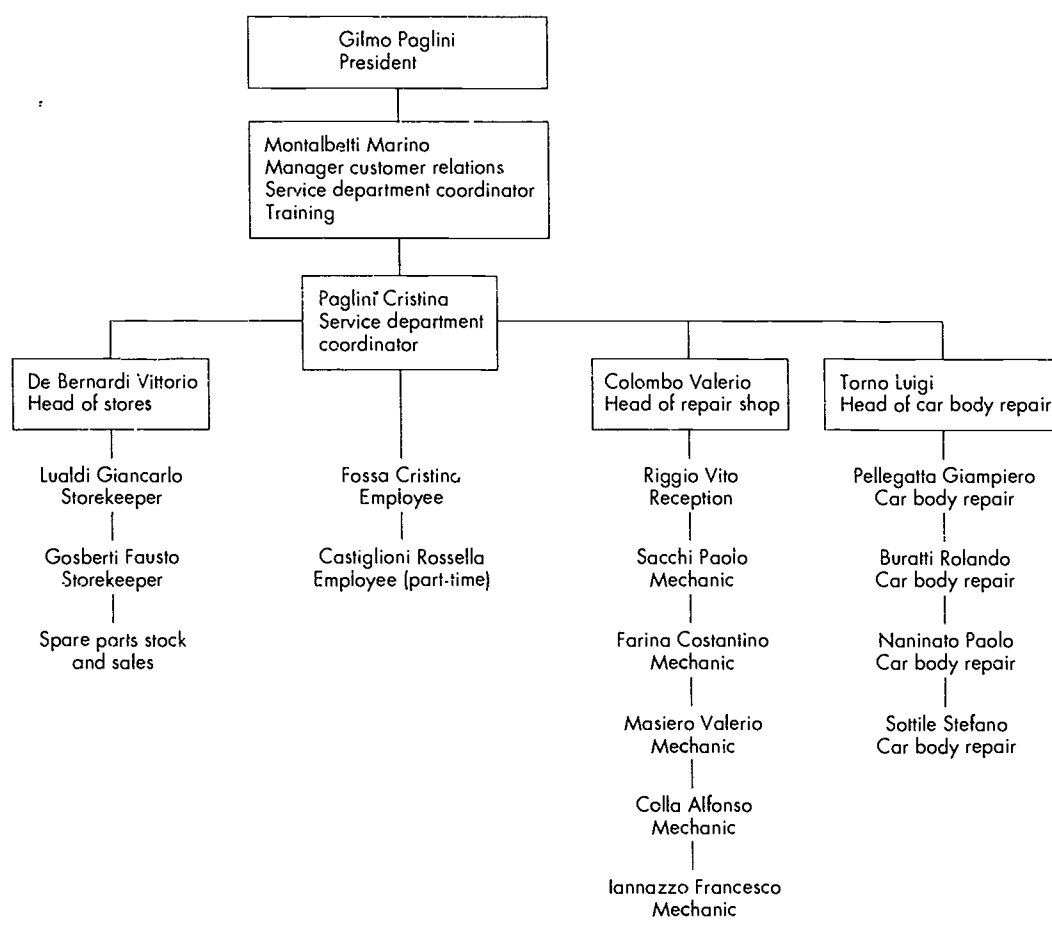 Gilmo Paglini
President
Montalbetti Marino
Manager customer relations
Service department coordinator
Training
Paglini Cristina
Service department
coordinator
De Bernardi Vittorio
Head of stores
Lualdi Giancarlo
Storekeeper
Gosberti Fausto
Storekeeper
Spare parts stock
and sales
Fossa Cristina
Employee
Castiglioni Rossella
Employee (part-time)
Colombo Valerio
Head of repair shop
Riggio Vito
Reception
Sacchi Paolo
Mechanic
Farina Costantino
Mechanic
Masiero Valerio
Mechanic
Colla Alfonso
Mechanic
Iannazzo Francesco
Mechanic
Torno Luigi
Head of car body repair
Pellegatta Giampiero
Car body repair
Buratti Rolando
Car body repair
Naninato Paolo
Car body repair
Sottile Stefano
Car body repair